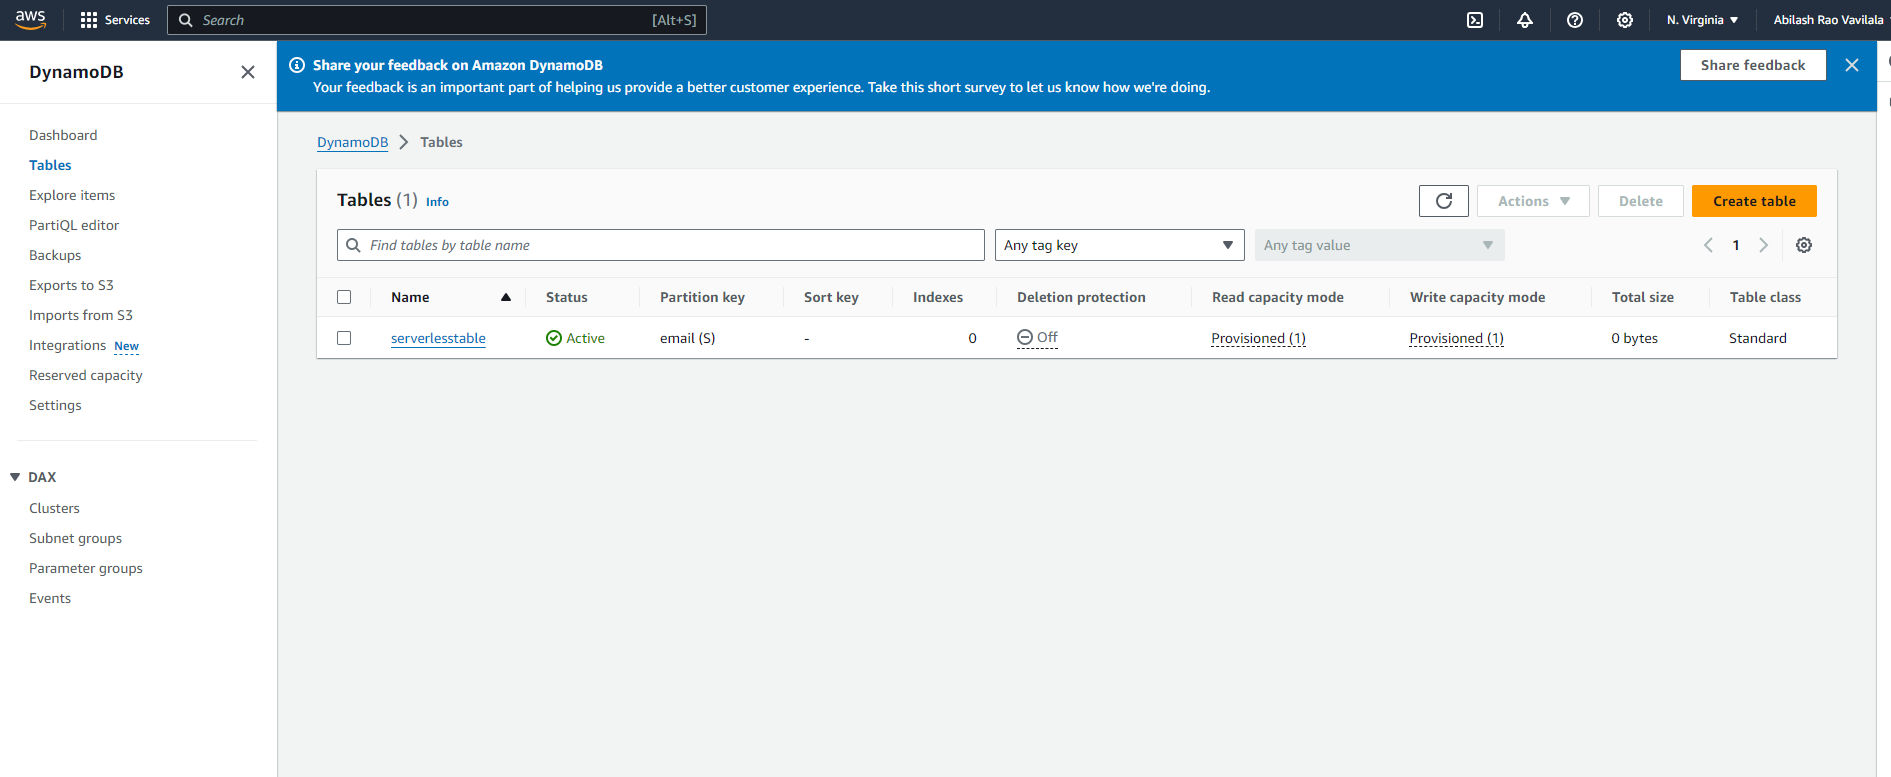 aws
Services
Search
[Alt+S]
N. Virginia
Abilash Rao Vavilala
DynamoDB
Dashboard
Tables
Explore items
PartiQL editor
Backups
Exports to S3
Imports from S3
Integrations New
Reserved capacity
Settings
DAX
Clusters
Subnet groups
Parameter groups
Events
Share your feedback on Amazon DynamoDB
Your feedback is an important part of helping us provide a better customer experience. Take this short survey to let us know how we're doing.
Share feedback
DynamoDB Tables
Tables (1) Info
Actions
Delete
Create table
Find tables by table name
Any tag key
Any tag value
1
Name Status Partition key Sort key Indexes Deletion protection Read capacity mode Write capacity mode Total size Table class
serverlesstable Active email (S) - 0 Off Provisioned (1) Provisioned (1) 0 bytes Standard